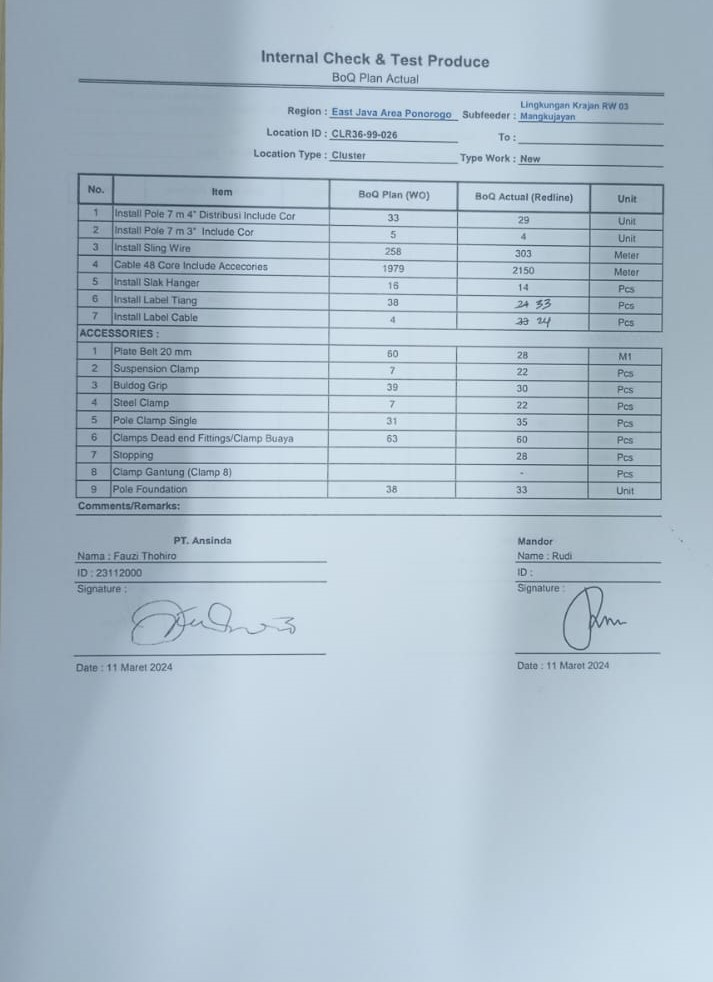 Internal Check & Test Produce
BoQ Plan Actual
Region : East Java Area Ponorogo Subfeeder : Lingkungan Krajan RW 03 Mangkujayan
Location ID : CLR36-99-026 To :
Location Type : Cluster Type Work : New
No. Item BoQ Plan (WO) BoQ Actual (Redline) Unit
1 Install Pole 7 m 4" Distribusi Include Cor 33 29 Unit
2 Install Pole 7 m 3" Include Cor 5 4 Unit
3 Install Sling Wire 258 303 Meter
4 Cable 48 Core Include Accecories 1979 2150 Meter
5 Install Slak Hanger 16 14 Pcs
6 Install Label Tiang 38 24 33 Pcs
7 Install Label Cable 4 33 24 Pcs
ACCESSORIES :
1 Plate Belt 20 mm 60 28 M1
2 Suspension Clamp 7 22 Pcs
3 Buldog Grip 39 30 Pcs
4 Steel Clamp 7 22 Pcs
5 Pole Clamp Single 31 35 Pcs
6 Clamps Dead end Fittings/Clamp Buaya 63 60 Pcs
7 Stopping 28 Pcs
8 Clamp Gantung (Clamp 8) - Pcs
9 Pole Foundation 38 33 Unit
Comments/Remarks:
PT. Ansinda Mandor
Nama : Fauzi Thohiro Name : Rudi
ID : 23112000 ID :
Signature : Signature :
Date : 11 Maret 2024 Date : 11 Maret 2024